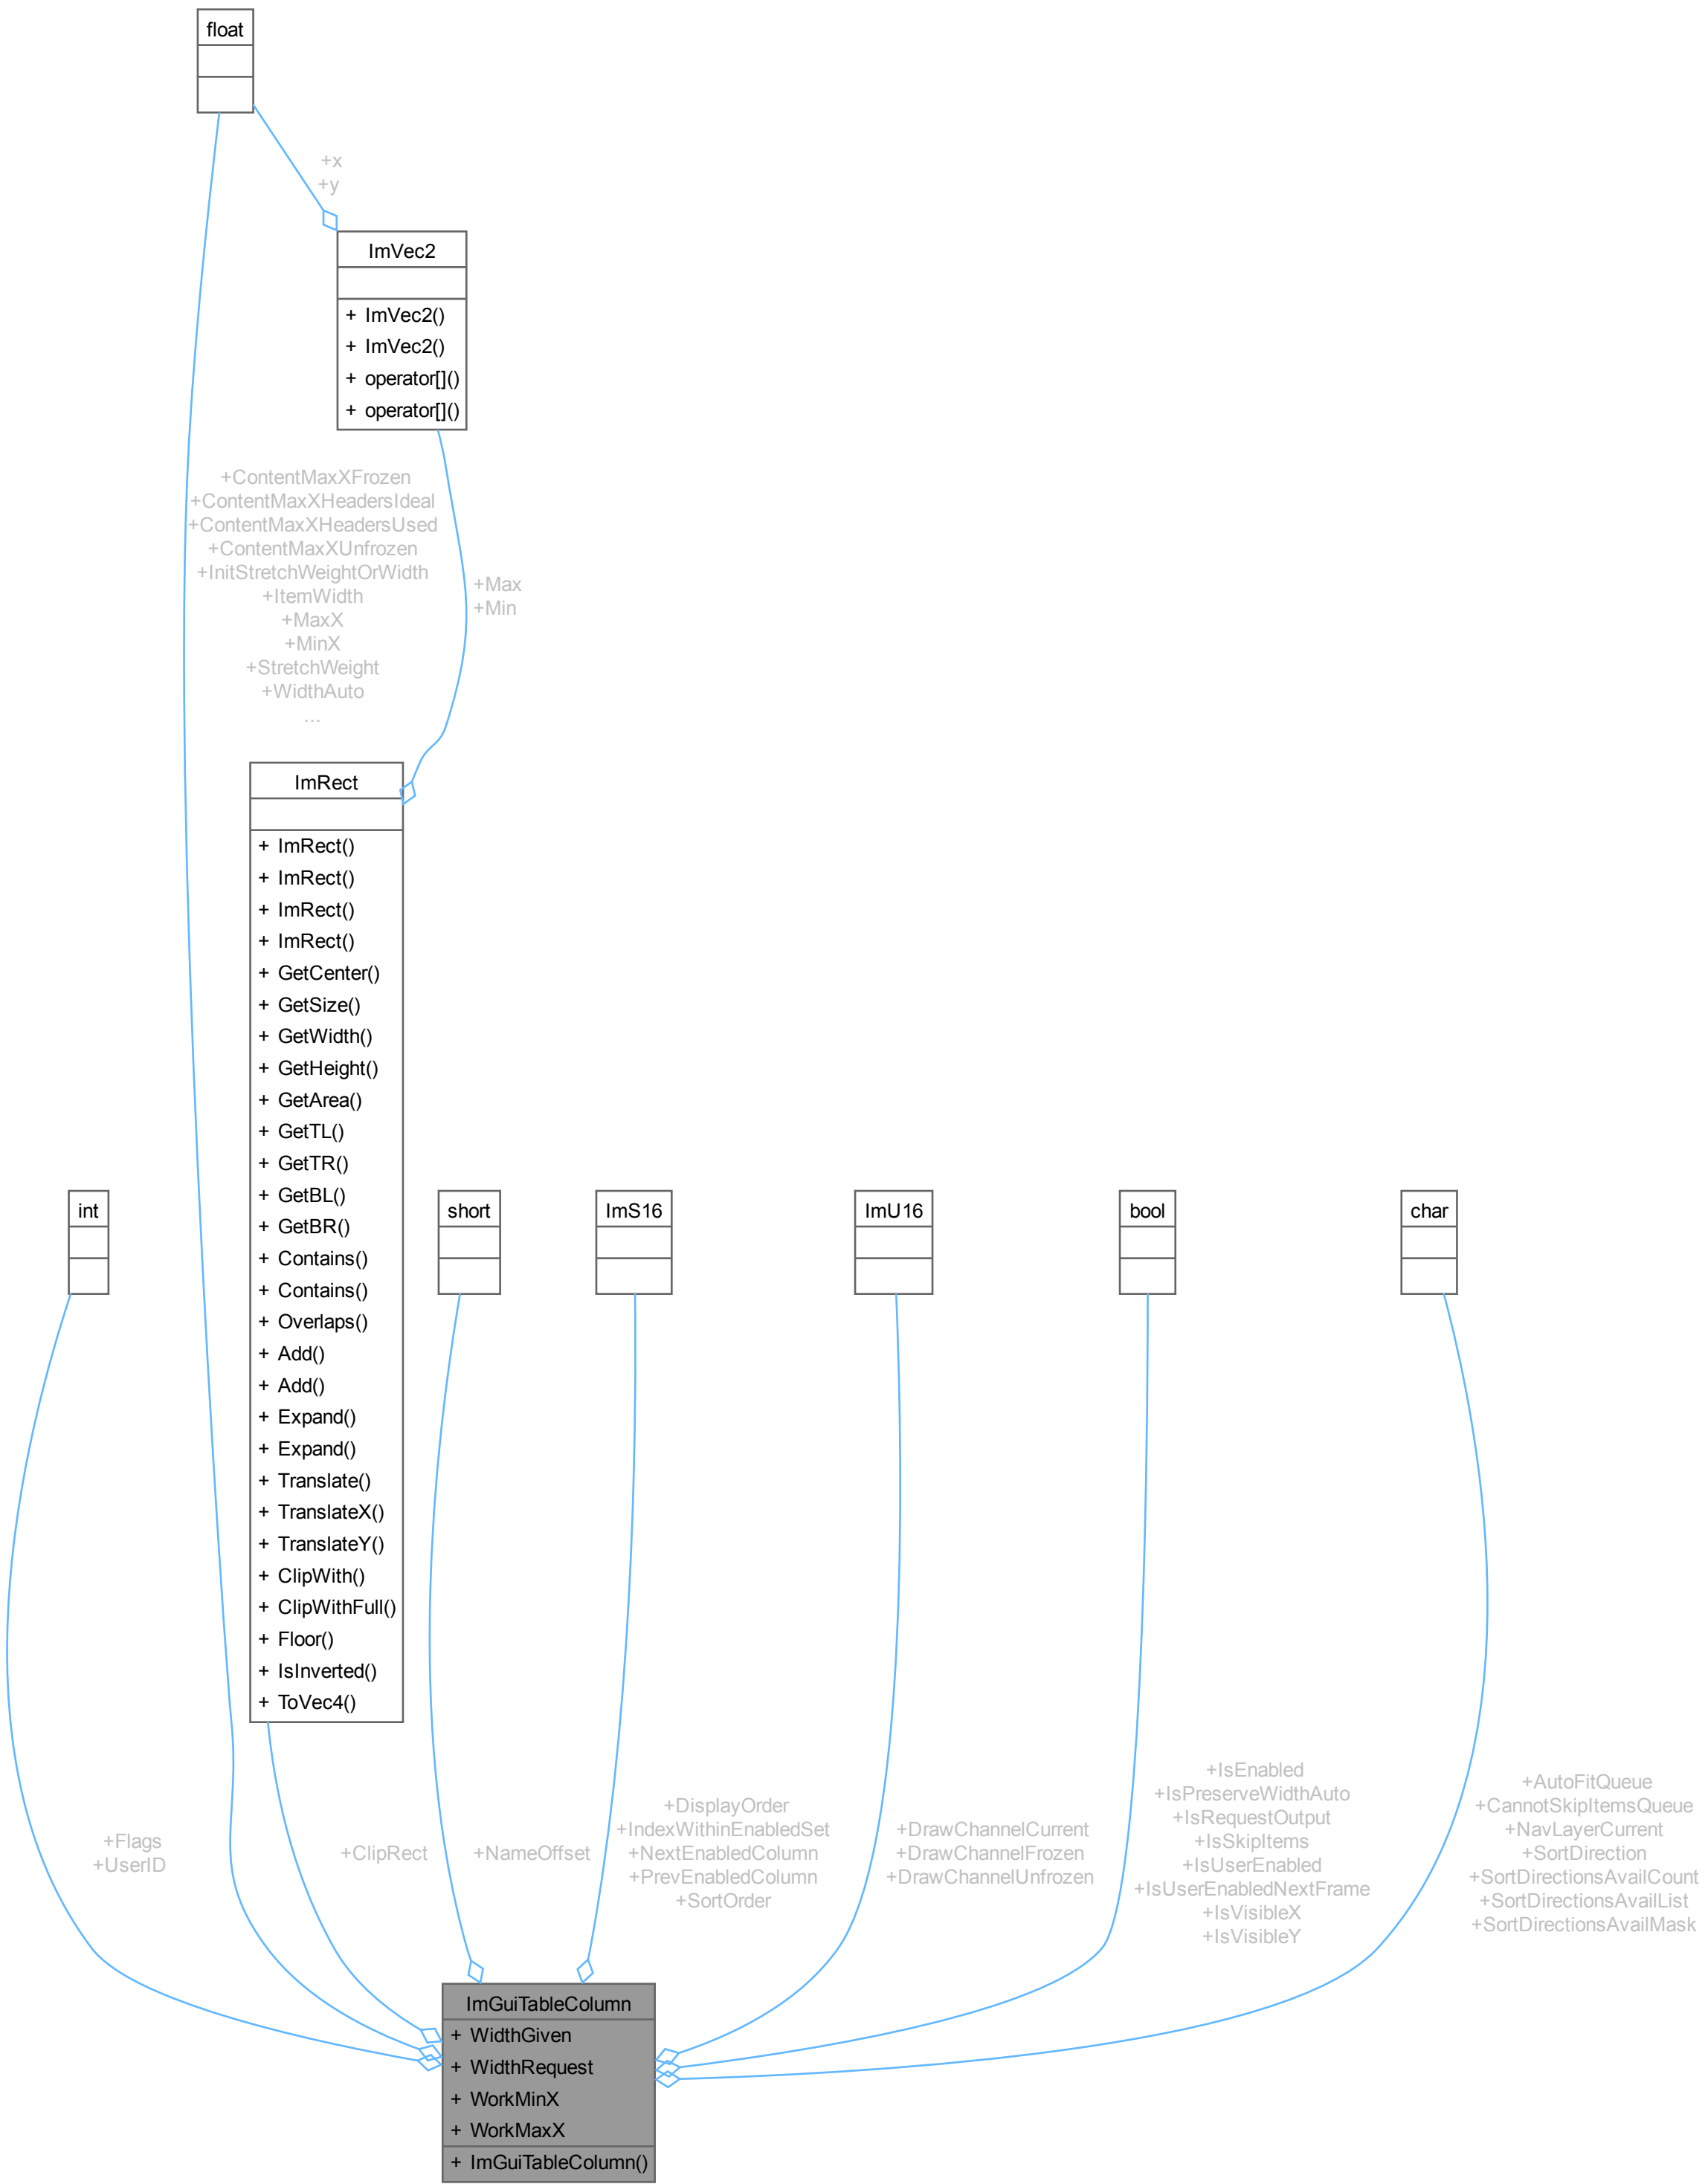 float
+x
+y
ImVec2
+ ImVec2()
+ ImVec2()
+ operator[]()
+ operator[]()
+ContentMaxXFrozen
+ContentMaxXHeadersIdeal
+ContentMaxXHeadersUsed
+ContentMaxXUnfrozen
+InitStretchWeightOrWidth
+ItemWidth
+MaxX
+MinX
+StretchWeight
+WidthAuto
...
+Max
+Min
ImRect
+ ImRect()
+ ImRect()
+ ImRect()
+ ImRect()
+ GetCenter()
+ GetSize()
+ GetWidth()
+ GetHeight()
+ GetArea()
+ GetTL()
+ GetTR()
+ GetBL()
+ GetBR()
+ Contains()
+ Contains()
+ Overlaps()
+ Add()
+ Add()
+ Expand()
+ Expand()
+ Translate()
+ TranslateX()
+ TranslateY()
+ ClipWith()
+ ClipWithFull()
+ Floor()
+ IsInverted()
+ ToVec4()
int
short
ImS16
ImU16
bool
char
+Flags
+UserID
+ClipRect
+NameOffset
+DisplayOrder
+IndexWithinEnabledSet
+NextEnabledColumn
+PrevEnabledColumn
+SortOrder
+DrawChannelCurrent
+DrawChannelFrozen
+DrawChannelUnfrozen
+IsEnabled
+IsPreserveWidthAuto
+IsRequestOutput
+IsSkipItems
+IsUserEnabled
+IsUserEnabledNextFrame
+IsVisibleX
+IsVisibleY
+AutoFitQueue
+CannotSkipItemsQueue
+NavLayerCurrent
+SortDirection
+SortDirectionsAvailCount
+SortDirectionsAvailList
+SortDirectionsAvailMask
ImGuiTableColumn
+ WidthGiven
+ WidthRequest
+ WorkMinX
+ WorkMaxX
+ ImGuiTableColumn()